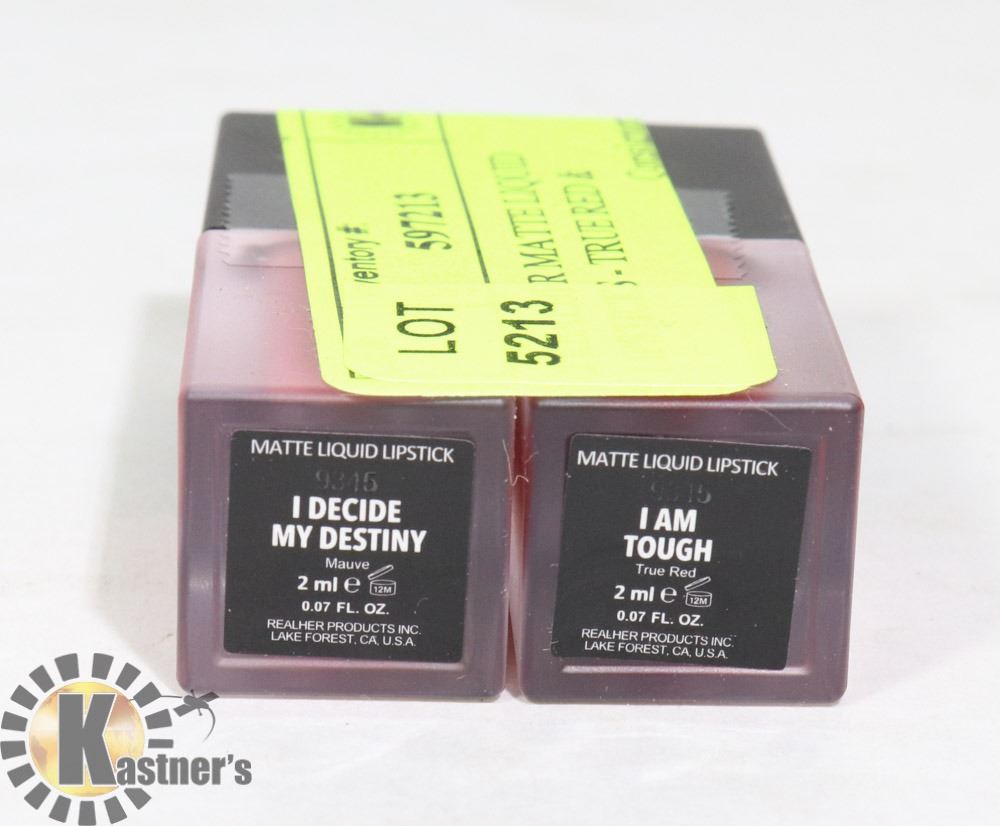 ventory #:
597213
R MATTE LIQUID
- TRUE RED &
LOT
5213
MATTE LIQUID LIPSTICK
9345
I DECIDE
MY DESTINY
Mauve
2 ml e 12M
0.07 FL. OZ.
REALHER PRODUCTS INC.
LAKE FOREST, CA, U.S.A.
MATTE LIQUID LIPSTICK
9345
I AM
TOUGH
True Red
2 ml e 12M
0.07 FL. OZ.
REALHER PRODUCTS INC.
LAKE FOREST, CA, U.S.A.
Kastner's